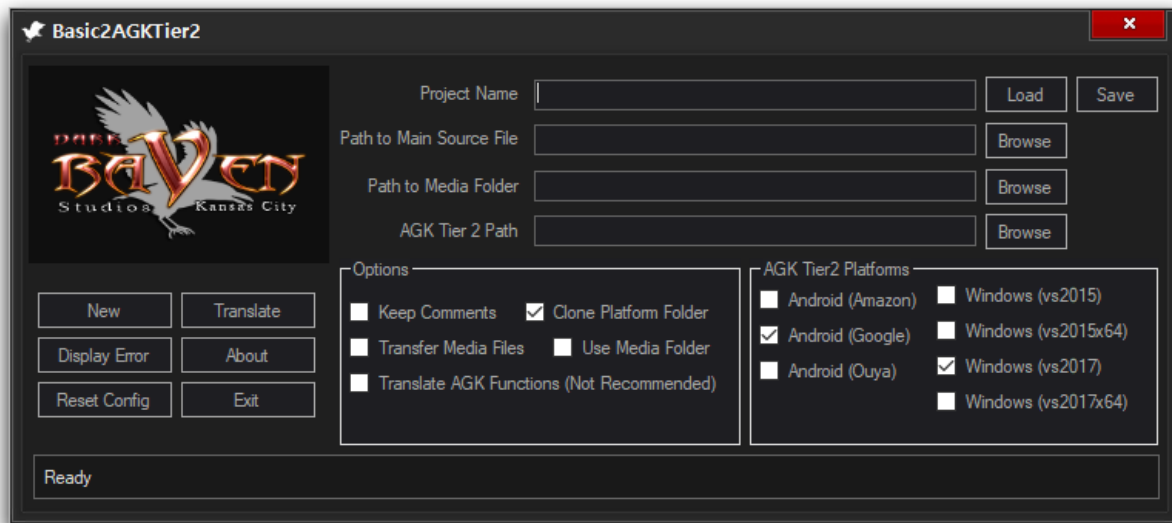 Basic2AGKTier2
DARK
RAVEN
Studios Kansas City
Project Name
Load
Save
Path to Main Source File
Browse
Path to Media Folder
Browse
AGK Tier 2 Path
Browse
New
Translate
Display Error
About
Reset Config
Exit
Options
Keep Comments
Clone Platform Folder
Transfer Media Files
Use Media Folder
Translate AGK Functions (Not Recommended)
AGK Tier2 Platforms
Android (Amazon)
Android (Google)
Android (Ouya)
Windows (vs2015)
Windows (vs2015x64)
Windows (vs2017)
Windows (vs2017x64)
Ready